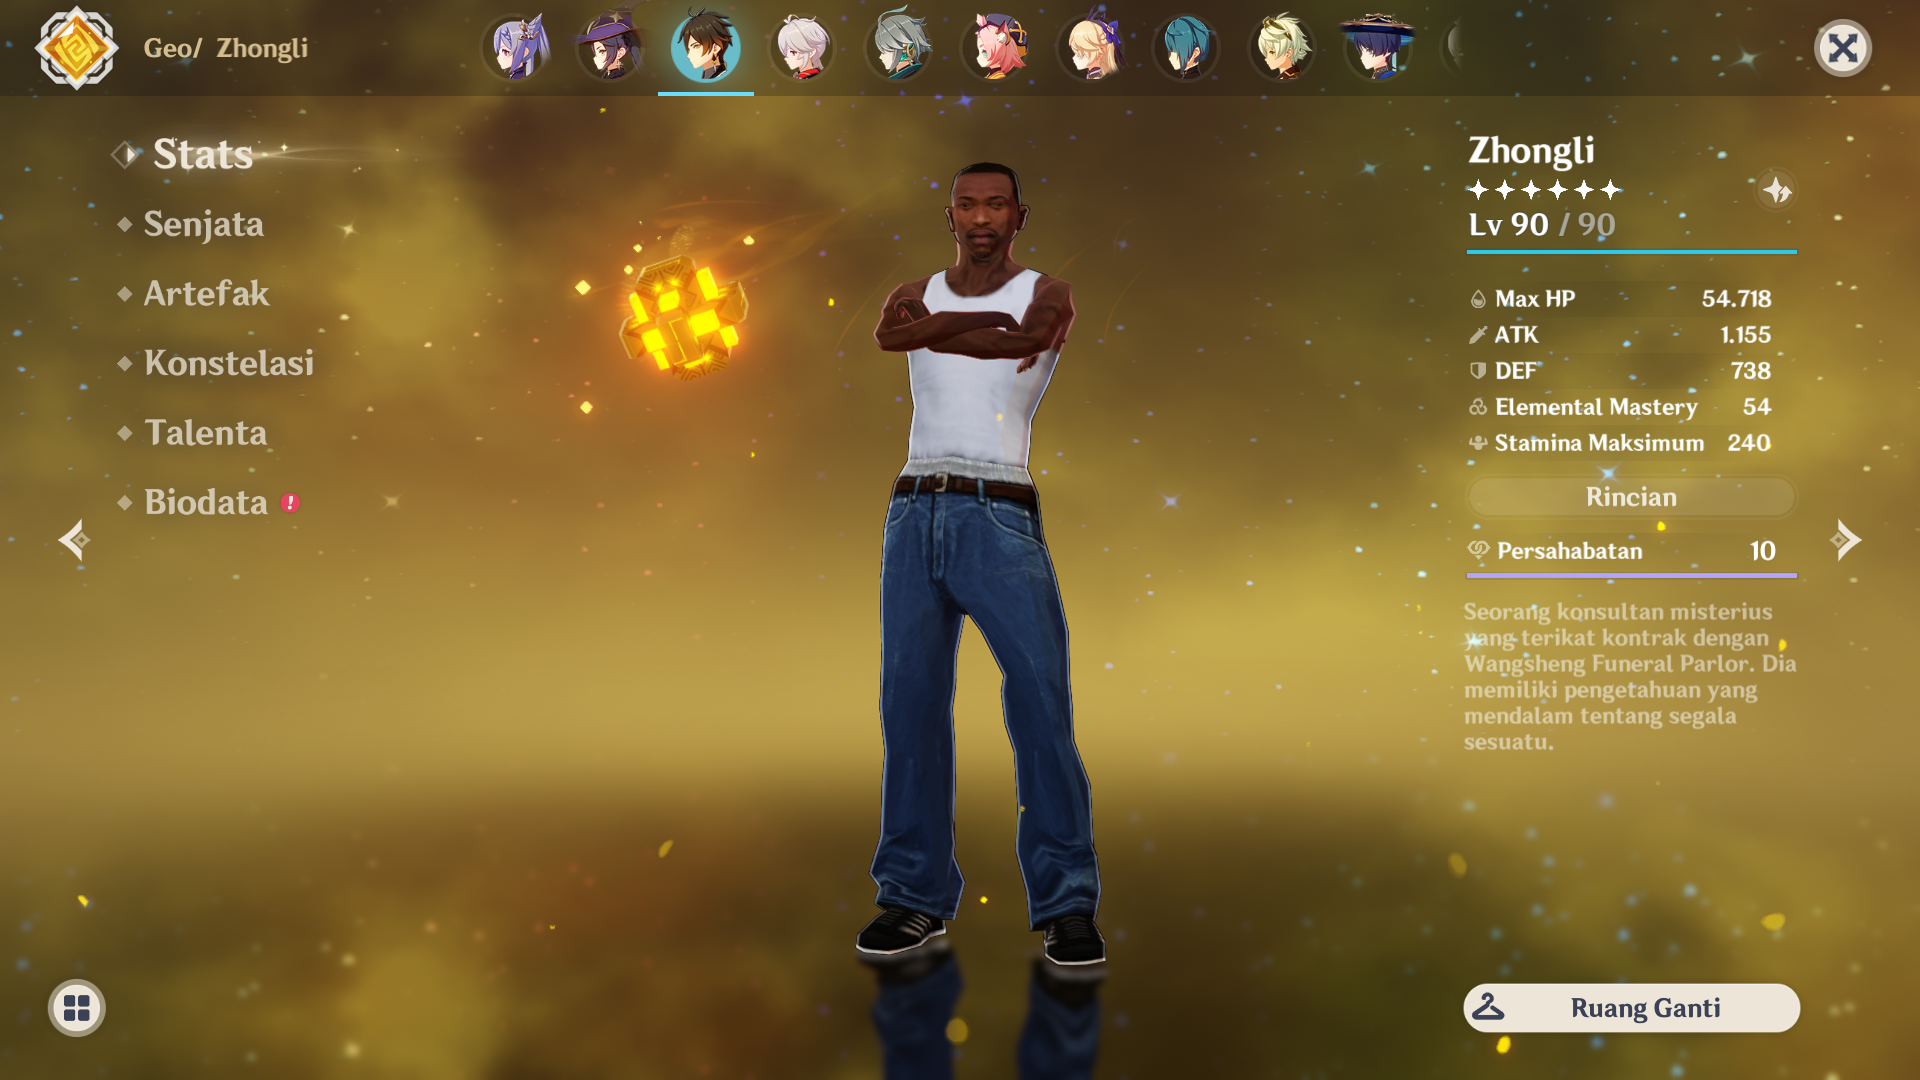 Geo/ Zhongli
Stats
Senjata
Artefak
Konstelasi
Talenta
Biodata
Zhongli
Lv 90 / 90
Max HP 54.718
ATK 1.155
DEF 738
Elemental Mastery 54
Stamina Maksimum 240
Rincian
Persahabatan 10
Seorang konsultan misterius
yang terikat kontrak dengan
Wangsheng Funeral Parlor. Dia
memiliki pengetahuan yang
mendalam tentang segala
sesuatu.
Ruang Ganti